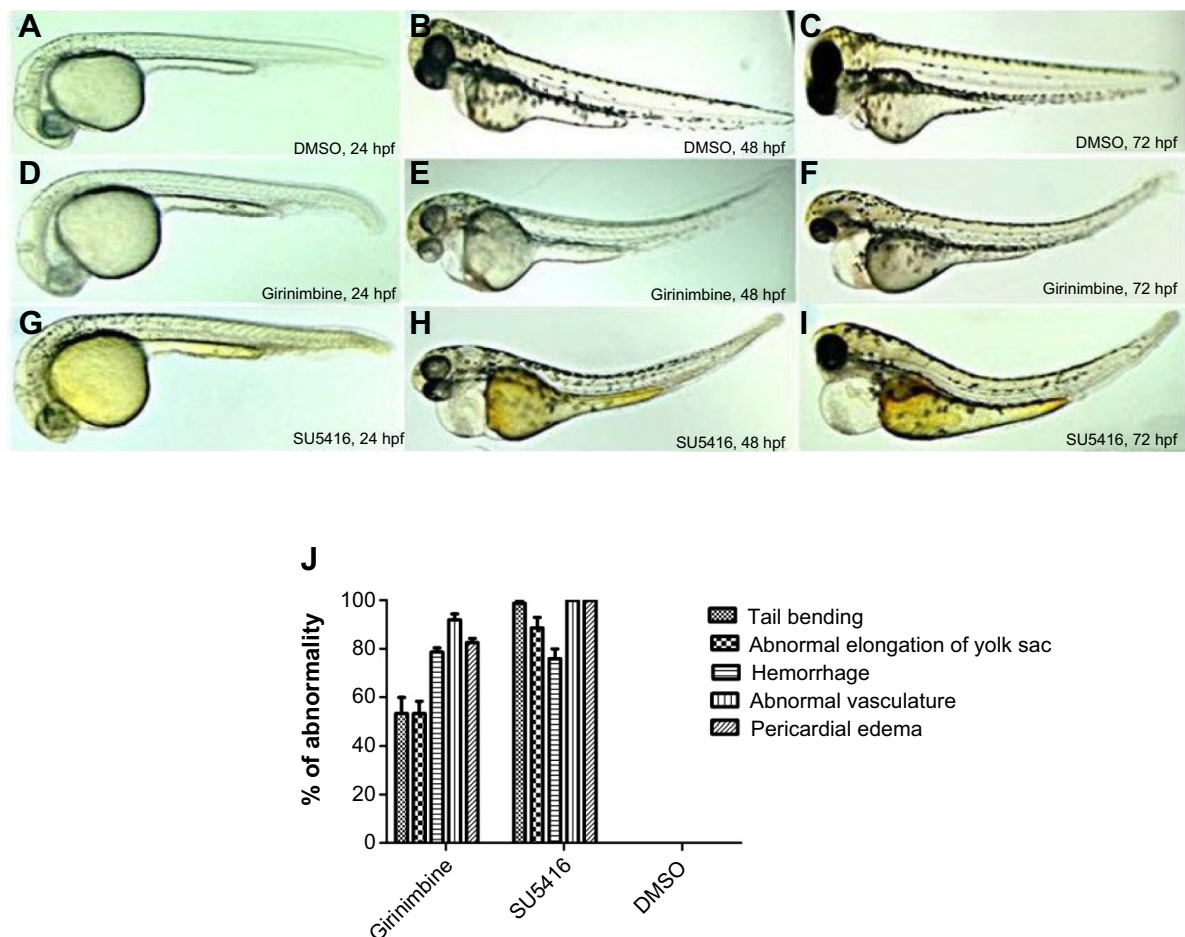 A
DMSO, 24 hpf
B
DMSO, 48 hpf
C
DMSO, 72 hpf
D
Girinimbine, 24 hpf
E
Girinimbine, 48 hpf
F
Girinimbine, 72 hpf
G
SU5416, 24 hpf
H
SU5416, 48 hpf
I
SU5416, 72 hpf
J
% of abnormality
100
80
60
40
20
0
Girinimbine
SU5416
DMSO
Tail bending
Abnormal elongation of yolk sac
Hemorrhage
Abnormal vasculature
Pericardial edema